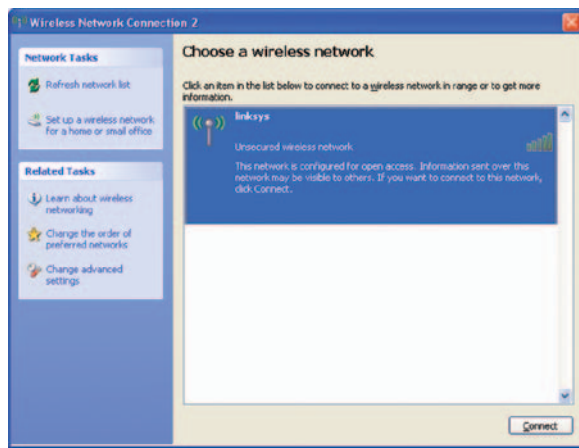 Wireless Network Connection 2
Network Tasks
Refresh network list
Set up a wireless network
for a home or small office
Related Tasks
Learn about wireless
networking
Change the order of
preferred networks
Change advanced
settings
Choose a wireless network
Click an item in the list below to connect to a wireless network in range or to get more
information.
linksys
Unsecured wireless network
This network is configured for open access. Information sent over this
network may be visible to others. If you want to connect to this network,
click Connect.
Connect